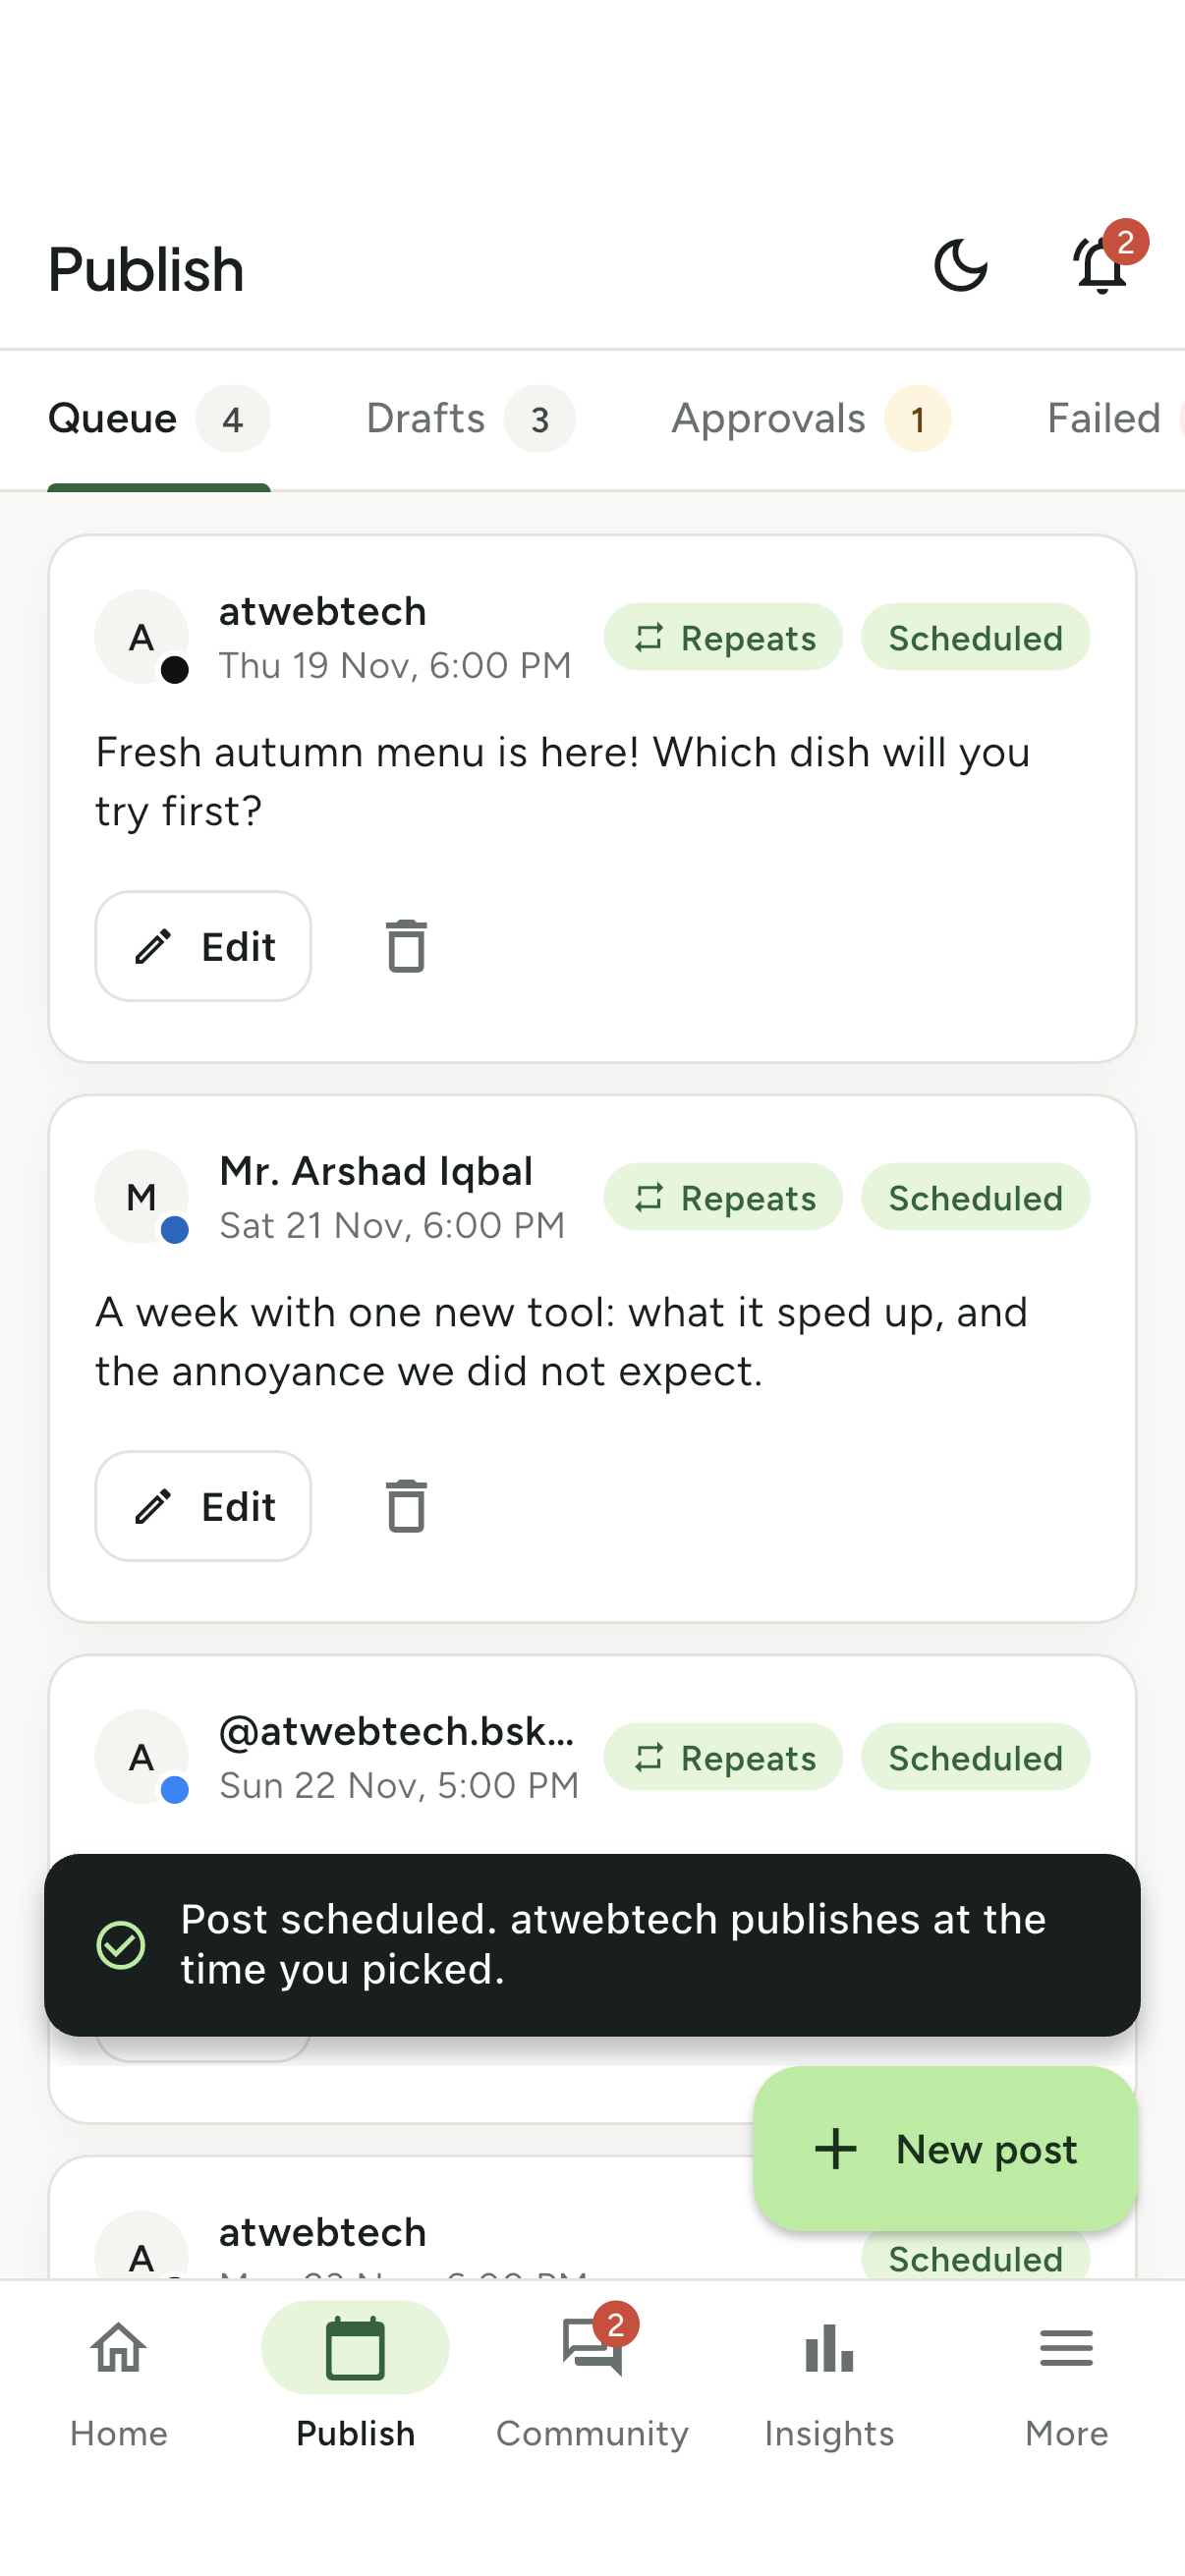 Publish
2
Queue 4 Drafts 3 Approvals 1 Failed
A atwebtech Repeats Scheduled
Thu 19 Nov, 6:00 PM
Fresh autumn menu is here! Which dish will you
try first?
Edit
M Mr. Arshad Iqbal Repeats Scheduled
Sat 21 Nov, 6:00 PM
A week with one new tool: what it sped up, and
the annoyance we did not expect.
Edit
A @atwebtech.bsk... Repeats Scheduled
Sun 22 Nov, 5:00 PM
Post scheduled. atwebtech publishes at the
time you picked.
New post
A atwebtech Scheduled
2
Home Publish Community Insights More